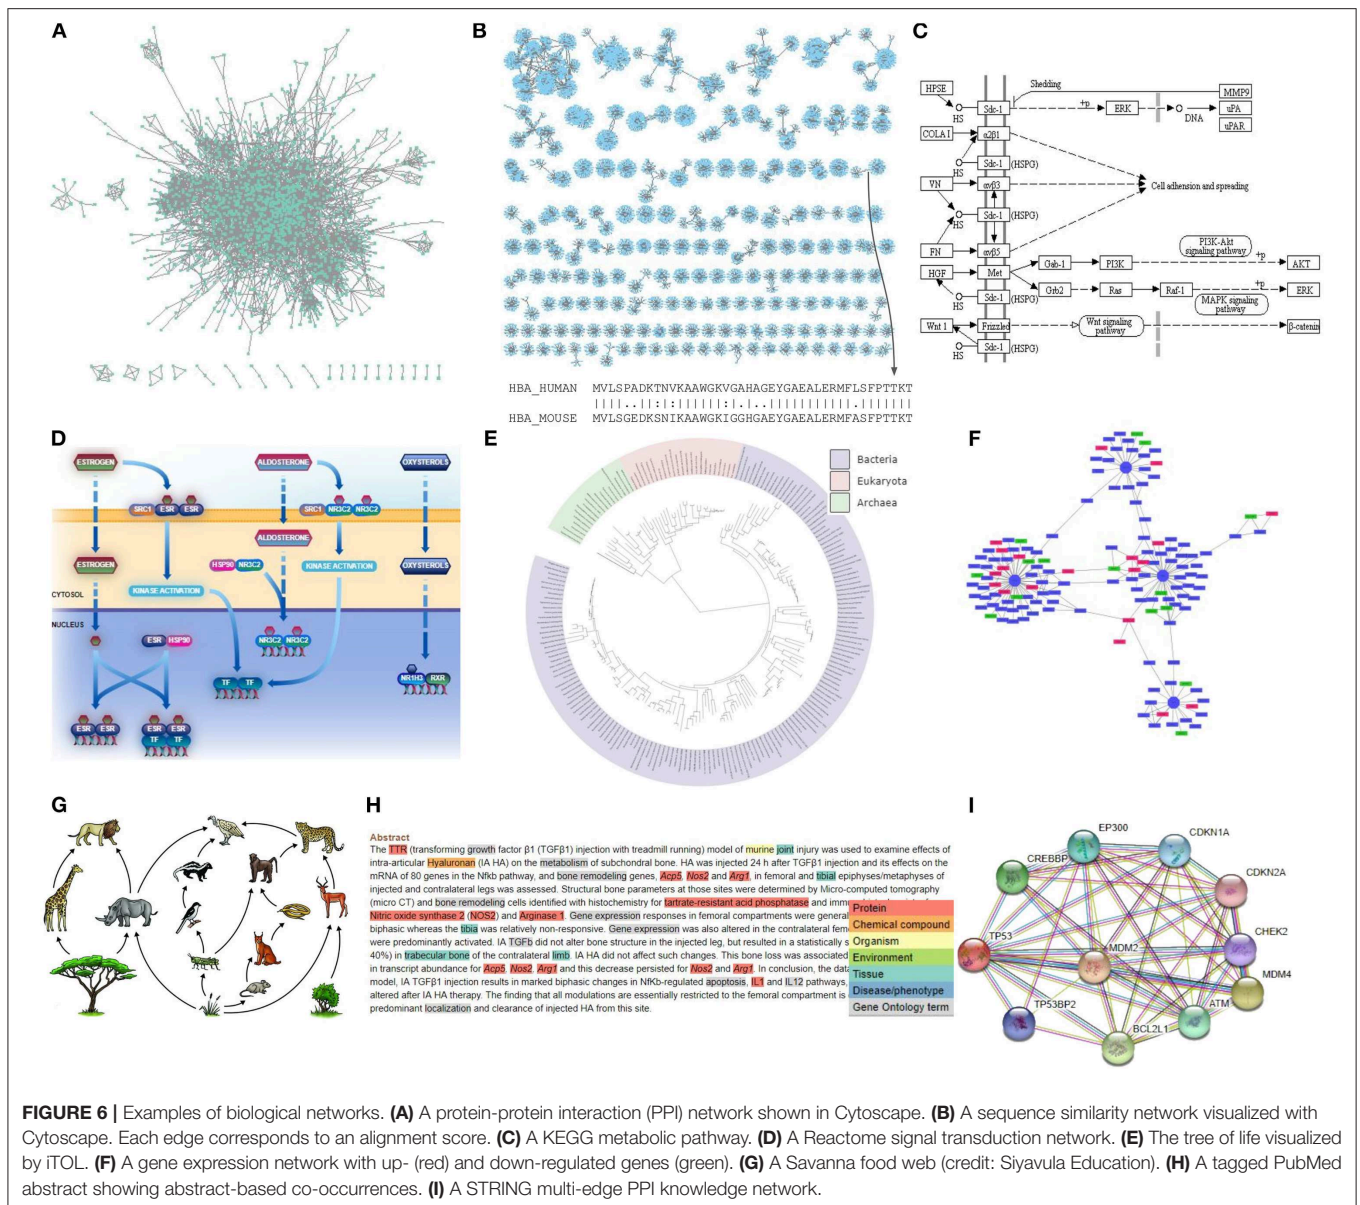 A
B
C
HPSE
HS
Sdc-1
Shedding
+p
ERK
DNA
MMP9
uPA
uPAR
COLA I
α2β1
HS
Sdc-1
(HSPG)
VN
αvβ3
Cell adhension and spreading
HS
Sdc-1
(HSPG)
FN
αvβ5
HGF
Met
Gab-1
PI3K
PI3K-Akt
signaling pathway
+p
AKT
HS
Sdc-1
(HSPG)
Grb2
Ras
Raf-1
+p
ERK
MAPK signaling
pathway
Wnt 1
Frizzled
Wnt signaling
pathway
β-catenin
HS
Sdc-1
(HSPG)
HBA_HUMAN MVLSPADKTNVKAAWGKVGAHAGEYGAEALERMFLSFPTTKT
||||..||:|:||||||:|.|.||||||||||||.|||||||
HBA_MOUSE MVLSGEDKSNIKAAWGKIGGHGAEYGAEALERMFASFPTTKT
D
ESTROGEN
ALDOSTERONE
OXYSTEROLS
SRC1 ESR ESR
SRC1 NR3C2 NR3C2
ALDOSTERONE
ESTROGEN
HSP90 NR3C2
KINASE ACTIVATION
OXYSTEROLS
CYTOSOL
KINASE ACTIVATION
NUCLEUS
ESR HSP90
NR3C2 NR3C2
TF TF
NR1H3 RXR
ESR ESR
ESR ESR
TF TF
E
Bacteria
Eukaryota
Archaea
F
G
H
Abstract
The TTR (transforming growth factor β1 (TGFβ1) injection with treadmill running) model of murine joint injury was used to examine effects of
intra-articular Hyaluronan (IA HA) on the metabolism of subchondral bone. HA was injected 24 h after TGFβ1 injection and its effects on the
mRNA of 80 genes in the Nfkb pathway, and bone remodeling genes, Acp5, Nos2 and Arg1, in femoral and tibial epiphyses/metaphyses of
injected and contralateral legs was assessed. Structural bone parameters at those sites were determined by Micro-computed tomography
(micro CT) and bone remodeling cells identified with histochemistry for tartrate-resistant acid phosphatase and
Nitric oxide synthase 2 (NOS2) and Arginase 1. Gene expression responses in femoral compartments were
biphasic whereas the tibia was relatively non-responsive. Gene expression was also altered in the contralateral
were predominantly activated. IA TGFb did not alter bone structure in the injected leg, but resulted in a statistically
40%) in trabecular bone of the contralateral limb. IA HA did not affect such changes. This bone loss was associated
in transcript abundance for Acp5, Nos2, Arg1 and this decrease persisted for Nos2 and Arg1. In conclusion, the
model, IA TGFβ1 injection results in marked biphasic changes in NFKb-regulated apoptosis, IL1 and IL12 pathways,
altered after IA HA therapy. The finding that all modulations are essentially restricted to the femoral compartment is
predominant localization and clearance of injected HA from this site.
Protein
Chemical compound
Organism
Environment
Tissue
Disease/phenotype
Gene Ontology term
I
EP300
CDKN1A
CREBBP
CDKN2A
TP53
MDM2
CHEK2
MDM4
TP53BP2
ATM
BCL2L1
FIGURE 6 | Examples of biological networks. (A) A protein-protein interaction (PPI) network shown in Cytoscape. (B) A sequence similarity network visualized with
Cytoscape. Each edge corresponds to an alignment score. (C) A KEGG metabolic pathway. (D) A Reactome signal transduction network. (E) The tree of life visualized
by iTOL. (F) A gene expression network with up- (red) and down-regulated genes (green). (G) A Savanna food web (credit: Siyavula Education). (H) A tagged PubMed
abstract showing abstract-based co-occurrences. (I) A STRING multi-edge PPI knowledge network.